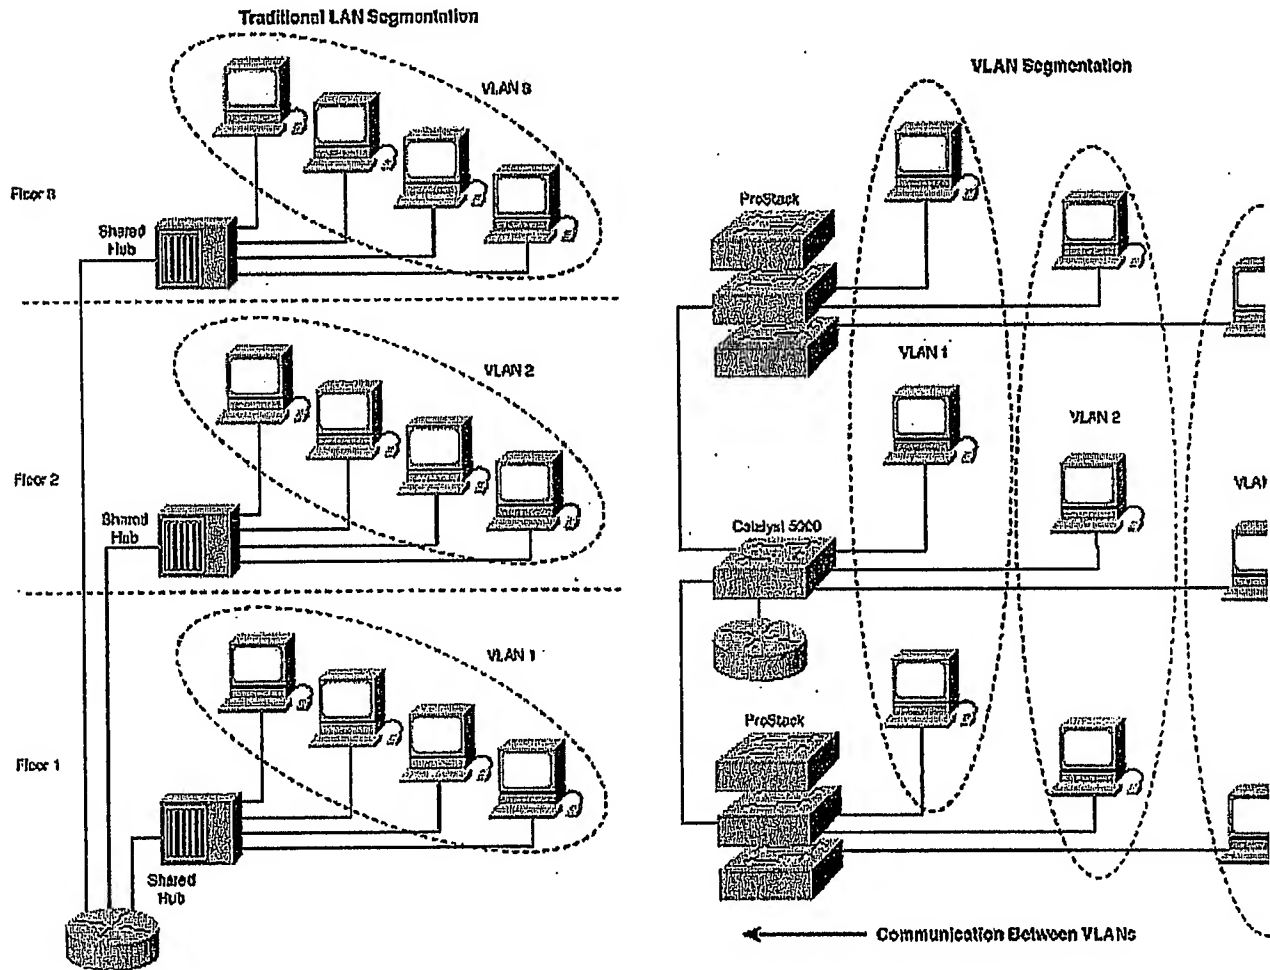 Traditional LAN Segmentation
VLAN 3
Floor 3
Shared
Hub
VLAN 2
Floor 2
Shared
Hub
VLAN 1
Floor 1
Shared
Hub
VLAN Segmentation
ProStack
VLAN 1
VLAN 2
VLAN
Catalyst 5000
ProStack
Communication Between VLANs